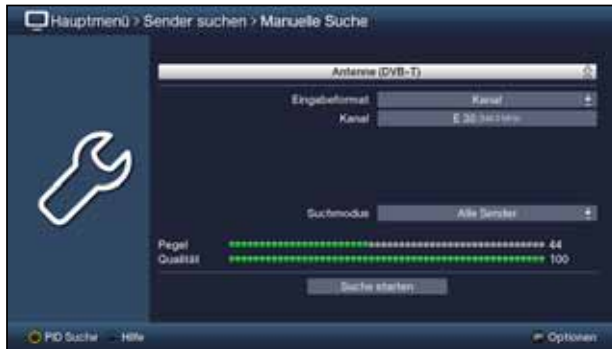 Hauptmenü > Sender suchen > Manuelle Suche
Antenne (DVB-T)
Eingabeformat Kanal
Kanal E 30
Suchmodus Alle Sender
Pegel 44
Qualität 100
Suche starten
PID Suche Hilfe Optionen